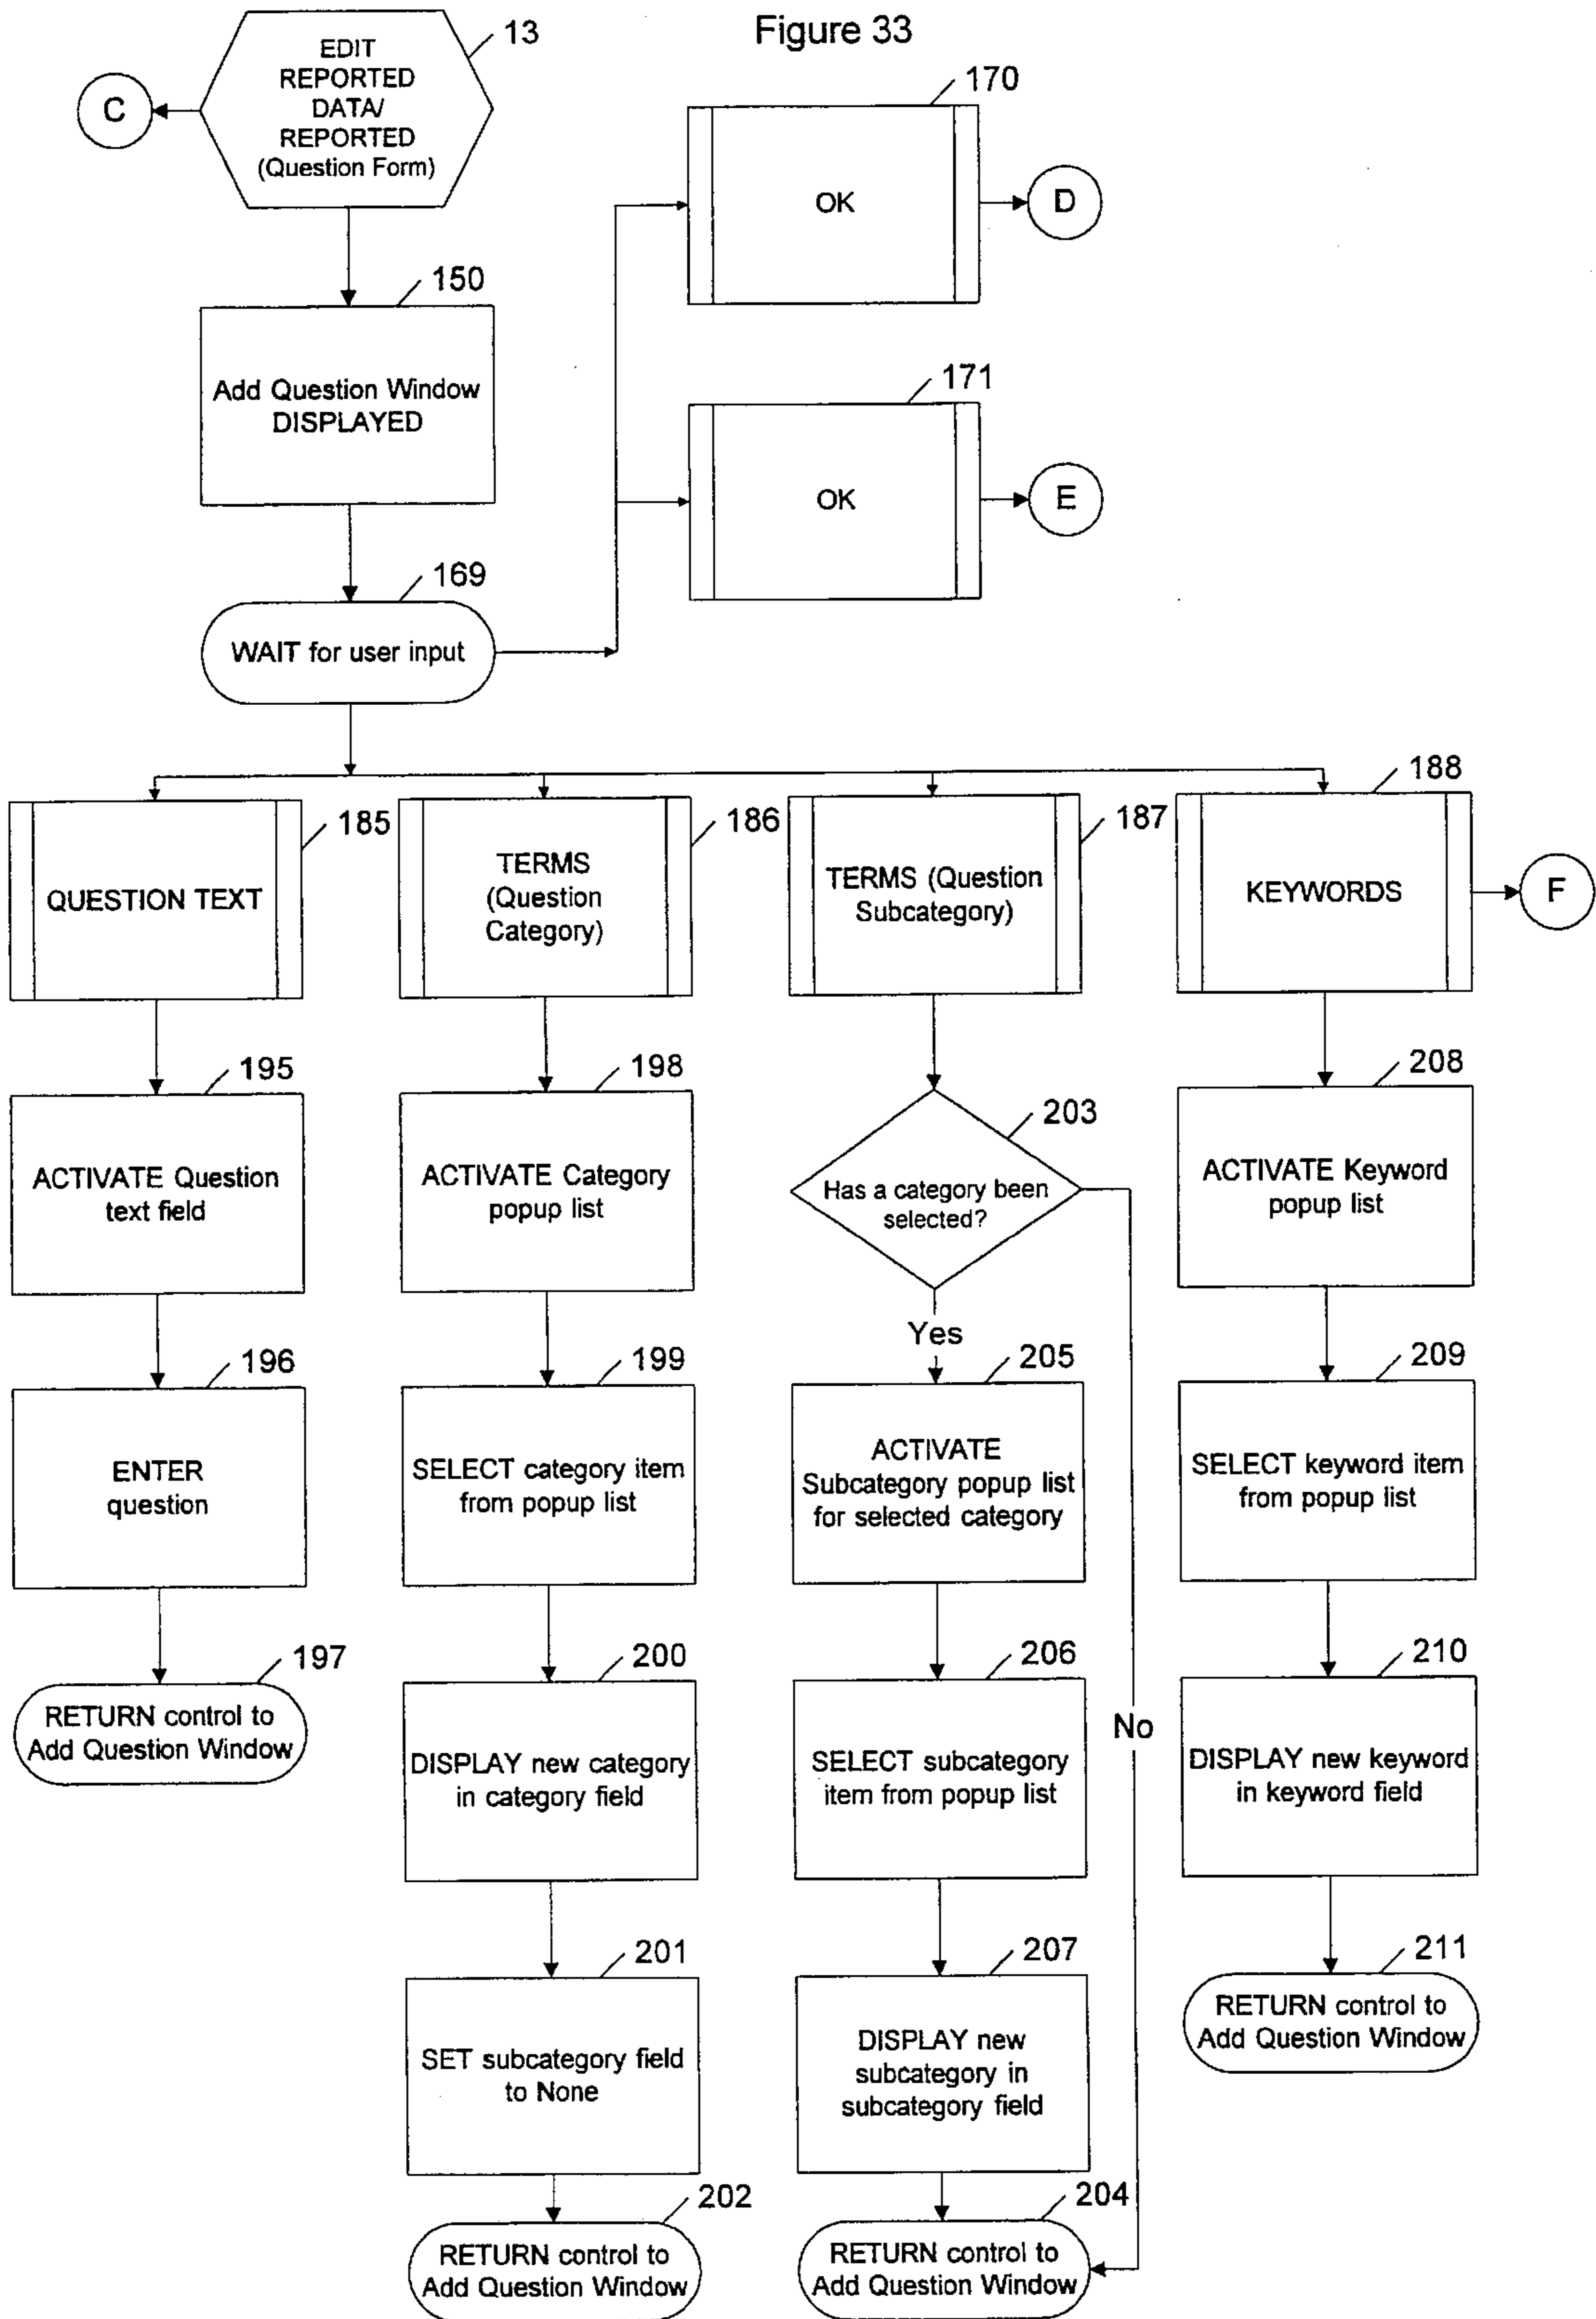 Figure 33
13
EDIT
REPORTED
DATA/
REPORTED
(Question Form)
C
170
OK
D
150
Add Question Window
DISPLAYED
171
OK
E
169
WAIT for user input
185
QUESTION TEXT
186
TERMS
(Question
Category)
187
TERMS (Question
Subcategory)
188
KEYWORDS
F
195
ACTIVATE Question
text field
198
ACTIVATE Category
popup list
203
Has a category been
selected?
208
ACTIVATE Keyword
popup list
Yes
196
ENTER
question
199
SELECT category item
from popup list
205
ACTIVATE
Subcategory popup list
for selected category
209
SELECT keyword item
from popup list
197
RETURN control to
Add Question Window
200
DISPLAY new category
in category field
206
SELECT subcategory
item from popup list
No
210
DISPLAY new keyword
in keyword field
201
SET subcategory field
to None
207
DISPLAY new
subcategory in
subcategory field
211
RETURN control to
Add Question Window
202
RETURN control to
Add Question Window
204
RETURN control to
Add Question Window